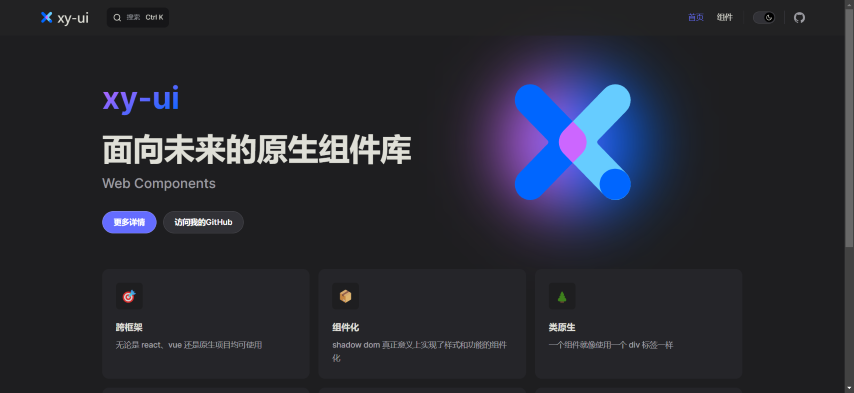 xy-ui
搜索 Ctrl K
首页 组件
xy-ui
面向未来的原生组件库
Web Components
更多详情 访问我的GitHub
跨框架
无论是 react、vue 还是原生项目均可使用
组件化
shadow dom 真正意义上实现了样式和功能的组件
化
类原生
一个组件就像使用一个 div 标签一样